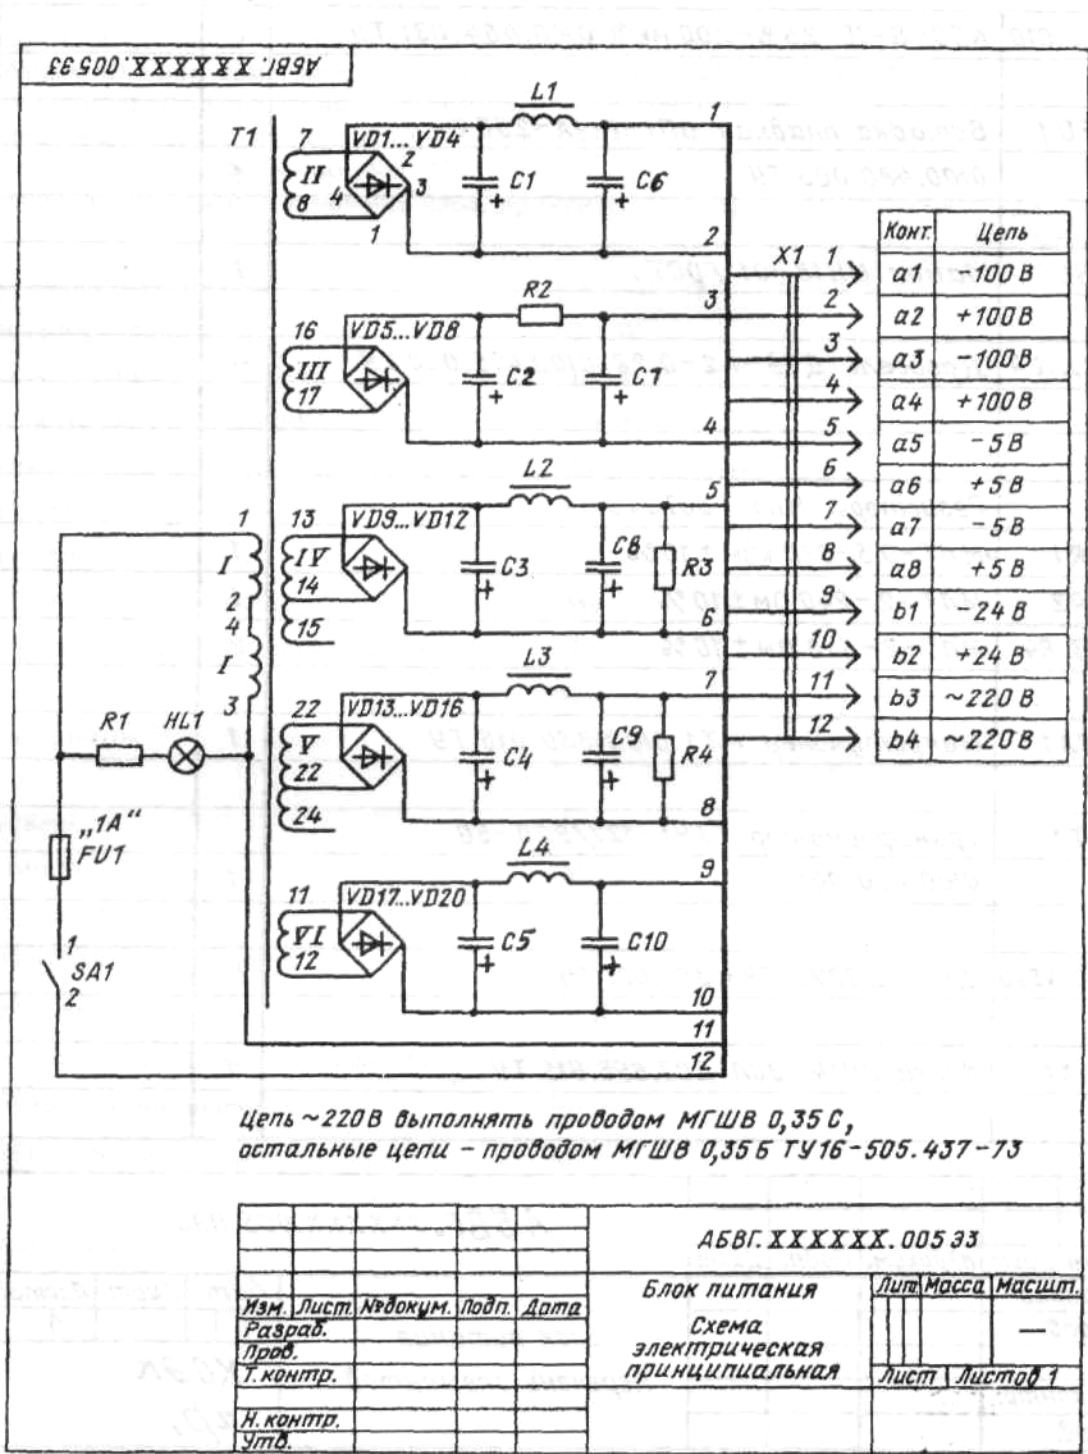 АБВГ. XXXXXX. 005 Э3
T1
7
II
8
VD1...VD4
2
3
4
1
L1
C1
+
C6
+
1
2
16
III
17
VD5...VD8
R2
C2
+
C7
+
3
4
13
IV
14
15
VD9...VD12
L2
C3
+
C8
+
R3
5
6
22
V
22
24
VD13...VD16
L3
C4
+
C9
+
R4
7
8
11
VI
12
VD17...VD20
L4
C5
+
C10
+
9
10
11
12
1
I
2
4
I
3
R1
HL1
„1А“
FU1
1
SA1
2
X1
1
2
3
4
5
6
7
8
9
10
11
12
Конт. Цепь
a1 -100 В
a2 +100 В
a3 -100 В
a4 +100 В
a5 -5 В
a6 +5 В
a7 -5 В
a8 +5 В
b1 -24 В
b2 +24 В
b3 ~220 В
b4 ~220 В
Цепь ~220 В выполнять проводом МГШВ 0,35 С,
остальные цепи – проводом МГШВ 0,35 Б ТУ16-505.437-73
АБВГ. XXXXXX. 005 Э3
Изм. Лист №докум. Подп. Дата
Разраб.
Пров.
Т. контр.
Н. контр.
Утв.
Блок питания
Схема
электрическая
принципиальная
Лит. Масса Масшт.
—
Лист Листов 1